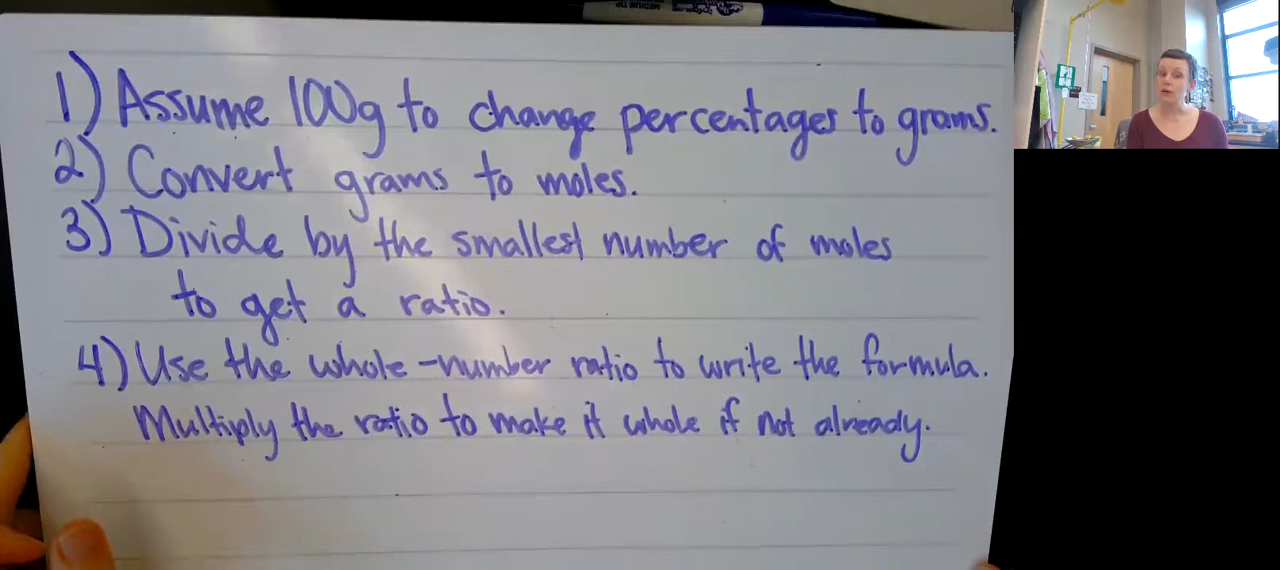 MEDIUM TIP
1) Assume 100g to change percentages to grams.
2) Convert grams to moles.
3) Divide by the smallest number of moles
to get a ratio.
4) Use the whole-number ratio to write the formula.
Multiply the ratio to make it whole if not already.